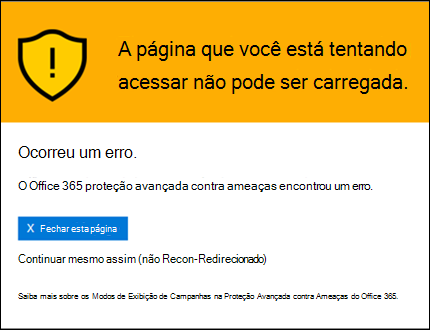 A página que você está tentando
acessar não pode ser carregada.
Ocorreu um erro.
O Office 365 proteção avançada contra ameaças encontrou um erro.
X Fechar esta página
Continuar mesmo assim (não Recon-Redirecionado)
Saiba mais sobre os Modos de Exibição de Campanhas na Proteção Avançada contra Ameaças do Office 365.